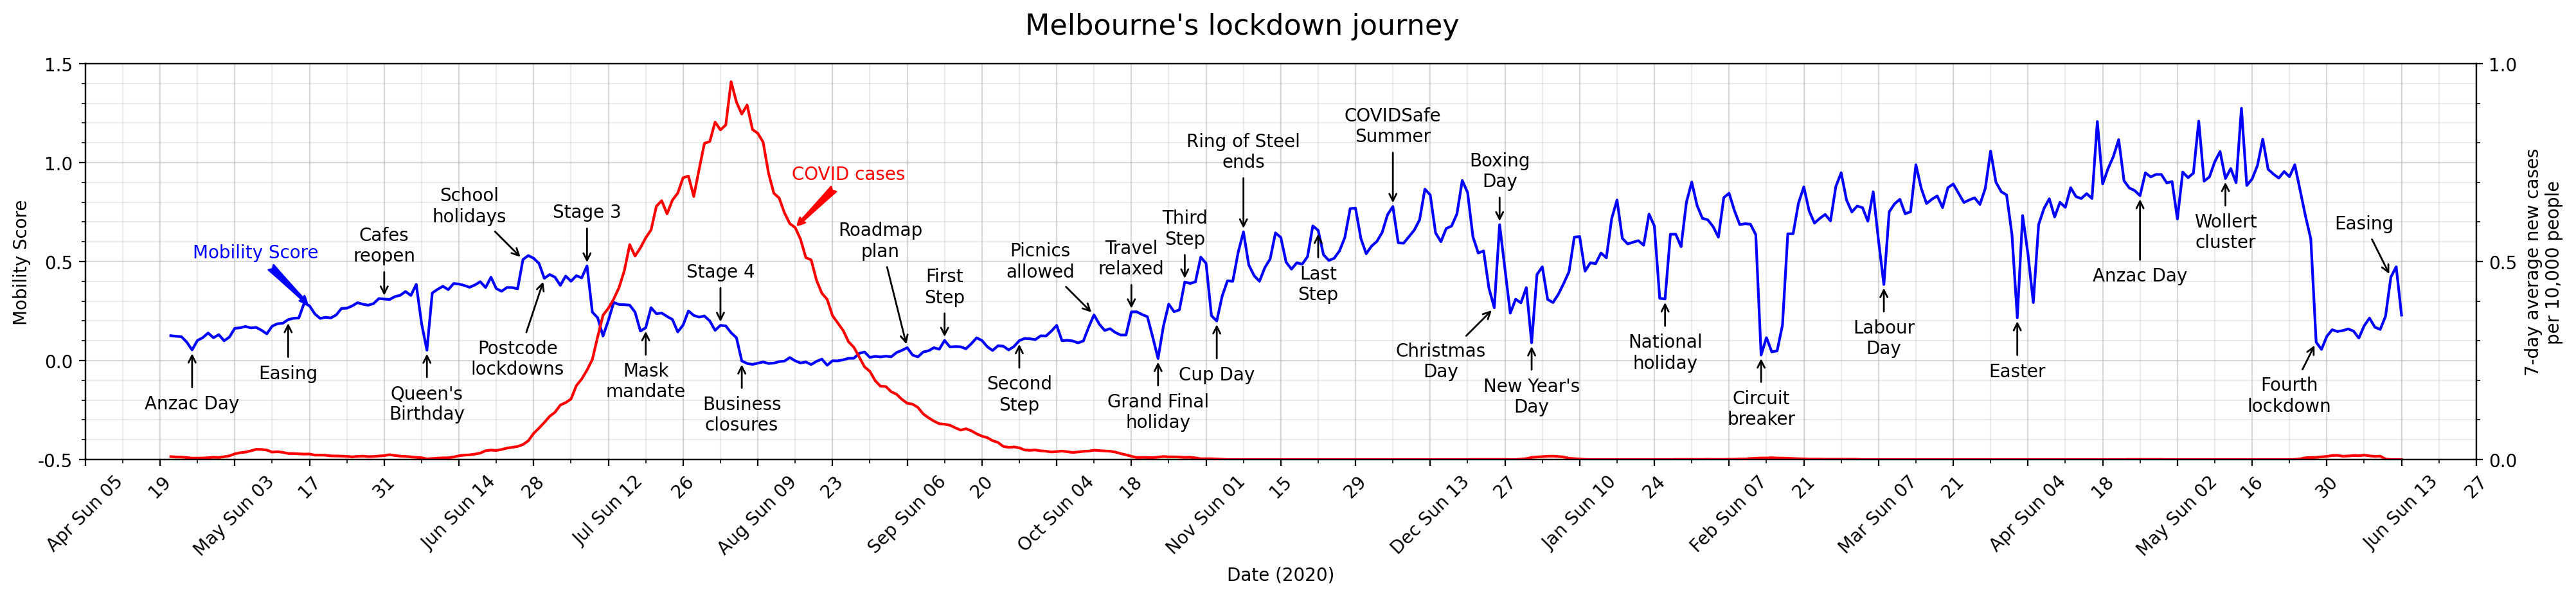 Melbourne's lockdown journey
1.5
1.0
0.5
0.0
-0.5
Mobility Score
1.0
0.5
0.0
7-day average new cases
per 10,000 people
Mobility Score
COVID cases
Anzac Day
Easing
Cafes
reopen
Queen's
Birthday
School
holidays
Postcode
lockdowns
Stage 3
Mask
mandate
Stage 4
Business
closures
Roadmap
plan
First
Step
Second
Step
Picnics
allowed
Travel
relaxed
Grand Final
holiday
Third
Step
Cup Day
Ring of Steel
ends
Last
Step
COVIDSafe
Summer
Christmas
Day
Boxing
Day
New Year's
Day
National
holiday
Circuit
breaker
Labour
Day
Easter
Anzac Day
Wollert
cluster
Fourth
lockdown
Easing
Apr Sun 05
19
May Sun 03
17
31
Jun Sun 14
28
Jul Sun 12
26
Aug Sun 09
23
Sep Sun 06
20
Oct Sun 04
18
Nov Sun 01
15
29
Dec Sun 13
27
Jan Sun 10
24
Feb Sun 07
21
Mar Sun 07
21
Apr Sun 04
18
May Sun 02
16
30
Jun Sun 13
27
Date (2020)